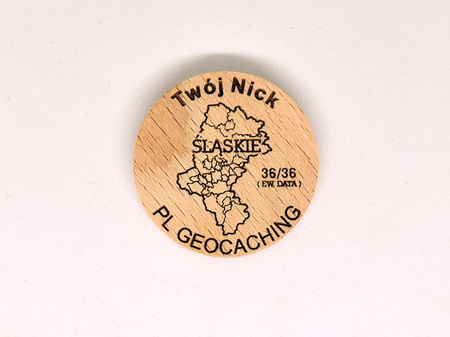 Twój Nick
ŚLĄSKIE
36/36
(EW. DATA)
PL GEOCACHING